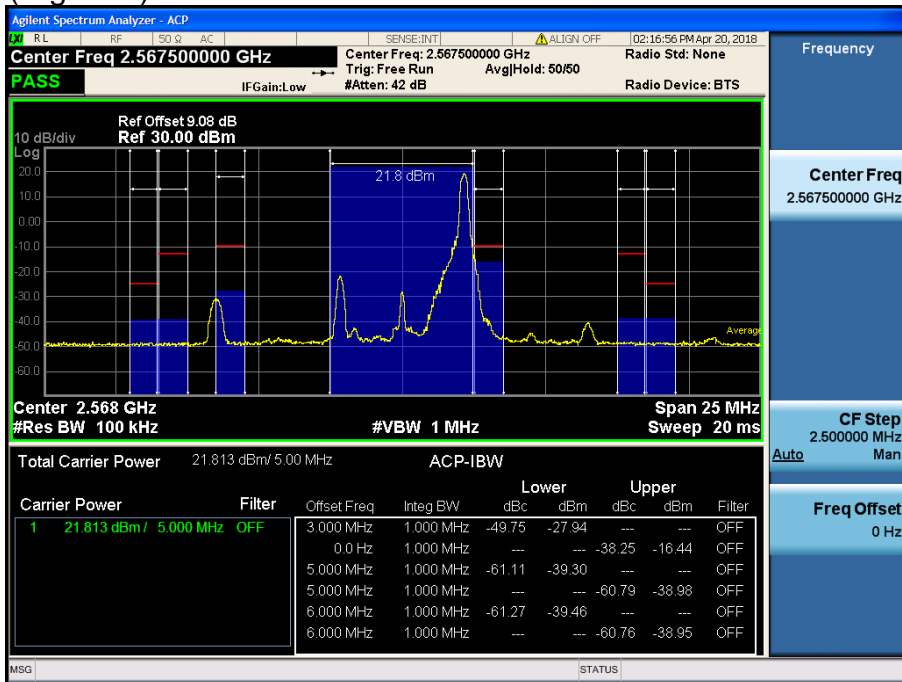 Agilent Spectrum Analyzer - ACP
LXI RL RF 50 Ω AC SENSE:INT ALIGN OFF 02:16:56 PM Apr 20, 2018
Center Freq 2.567500000 GHz Center Freq: 2.567500000 GHz Radio Std: None
Trig: Free Run Avg|Hold: 50/50
PASS IFGain:Low #Atten: 42 dB Radio Device: BTS
Ref Offset 9.08 dB
10 dB/div Ref 30.00 dBm
Log
20.0
21.8 dBm
10.0
0.00
-10.0
-20.0
-30.0
-40.0
Average
-50.0
-60.0
Center 2.568 GHz Span 25 MHz
#Res BW 100 kHz #VBW 1 MHz Sweep 20 ms
Total Carrier Power 21.813 dBm/ 5.00 MHz ACP-IBW
Lower Upper
Carrier Power Filter Offset Freq Integ BW dBc dBm dBc dBm Filter
1 21.813 dBm / 5.000 MHz OFF 3.000 MHz 1.000 MHz -49.75 -27.94 --- --- OFF
0.0 Hz 1.000 MHz --- --- -38.25 -16.44 OFF
5.000 MHz 1.000 MHz -61.11 -39.30 --- --- OFF
5.000 MHz 1.000 MHz --- --- -60.79 -38.98 OFF
6.000 MHz 1.000 MHz -61.27 -39.46 --- --- OFF
6.000 MHz 1.000 MHz --- --- -60.76 -38.95 OFF
MSG STATUS
Frequency
Center Freq
2.567500000 GHz
CF Step
2.500000 MHz
Auto Man
Freq Offset
0 Hz